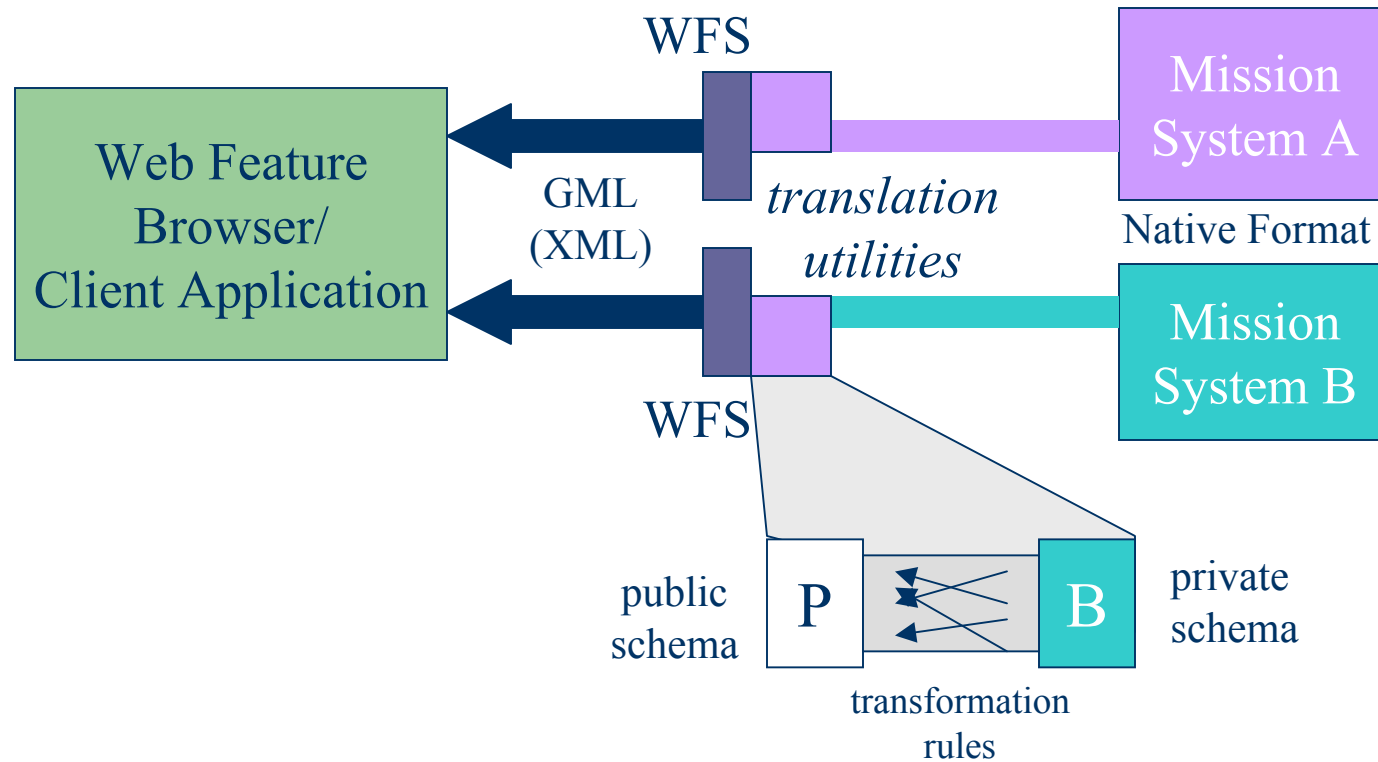 WFS
Mission
System A
Web Feature
Browser/
Client Application
GML
(XML)
translation
utilities
Native Format
Mission
System B
WFS
public
schema
P
B
private
schema
transformation
rules